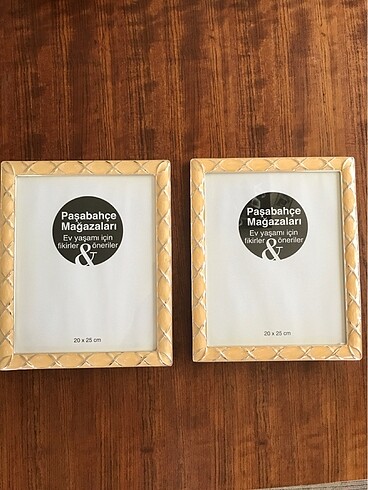 Paşabahçe
Mağazaları
Ev yaşamı için
fikirler & öneriler
20 x 25 cm
Paşabahçe
Mağazaları
Ev yaşamı için
fikirler & öneriler
20 x 25 cm